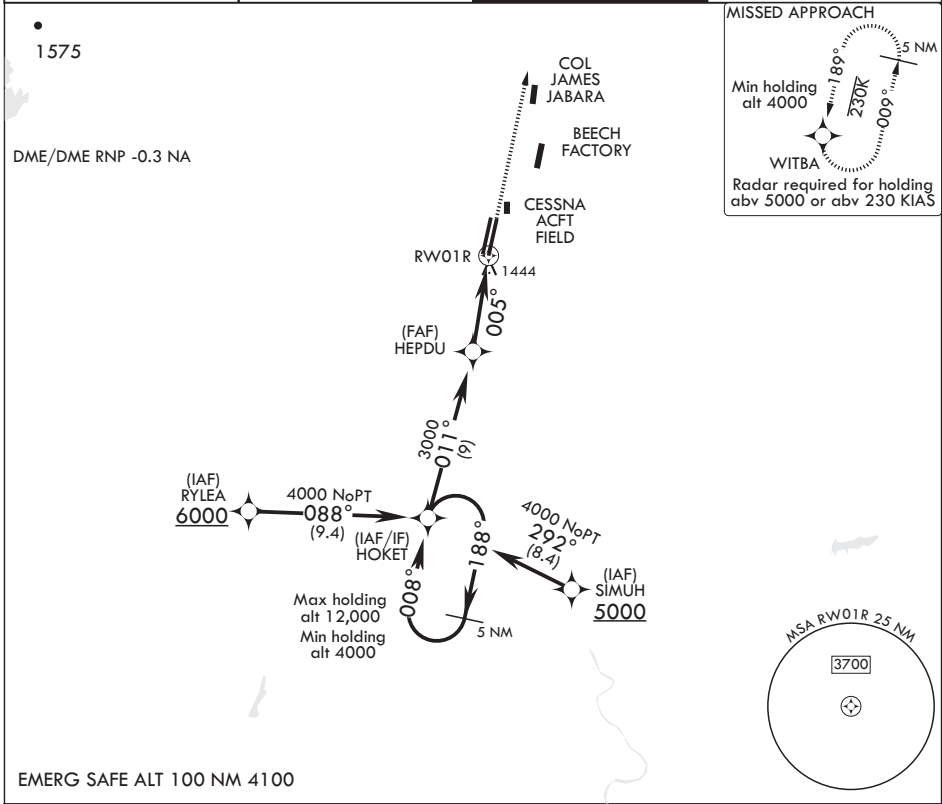 1575
DME/DME RNP -0.3 NA
COL
JAMES
JABARA
BEECH
FACTORY
CESSNA
ACFT
FIELD
RW01R
1444
005°
(FAF)
HEPDU
3000
011°
(9)
(IAF)
RYLEA
6000
4000 NoPT
088°
(9.4)
(IAF/IF)
HOKET
188°
008°
5 NM
Max holding
alt 12,000
Min holding
alt 4000
4000 NoPT
292°
(8.4)
(IAF)
SIMUH
5000
MISSED APPROACH
5 NM
189°
230K
009°
Min holding
alt 4000
WITBA
Radar required for holding
abv 5000 or abv 230 KIAS
MSA RW01R 25 NM
3700
EMERG SAFE ALT 100 NM 4100